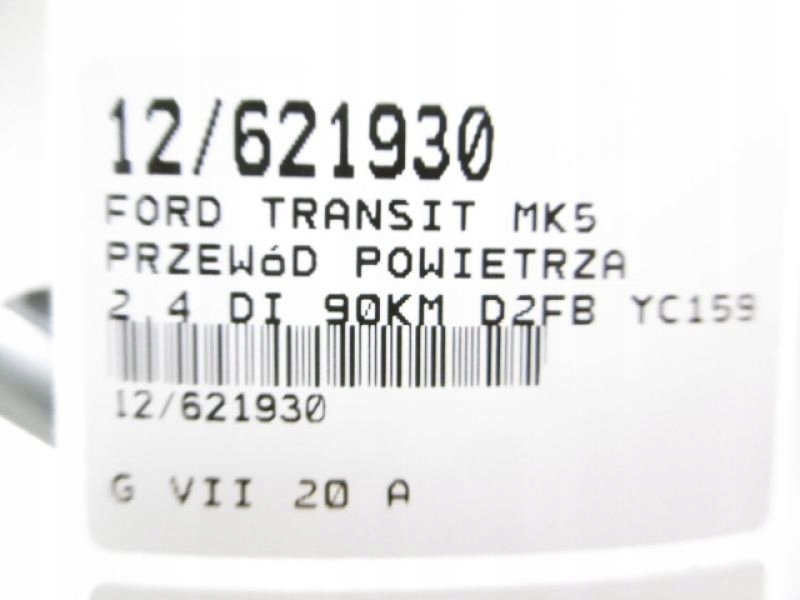 12/621930
FORD TRANSIT MK5
PRZEWóD POWIETRZA
2.4 DI 90KM D2FB YC159
12/621930
G VII 20 A